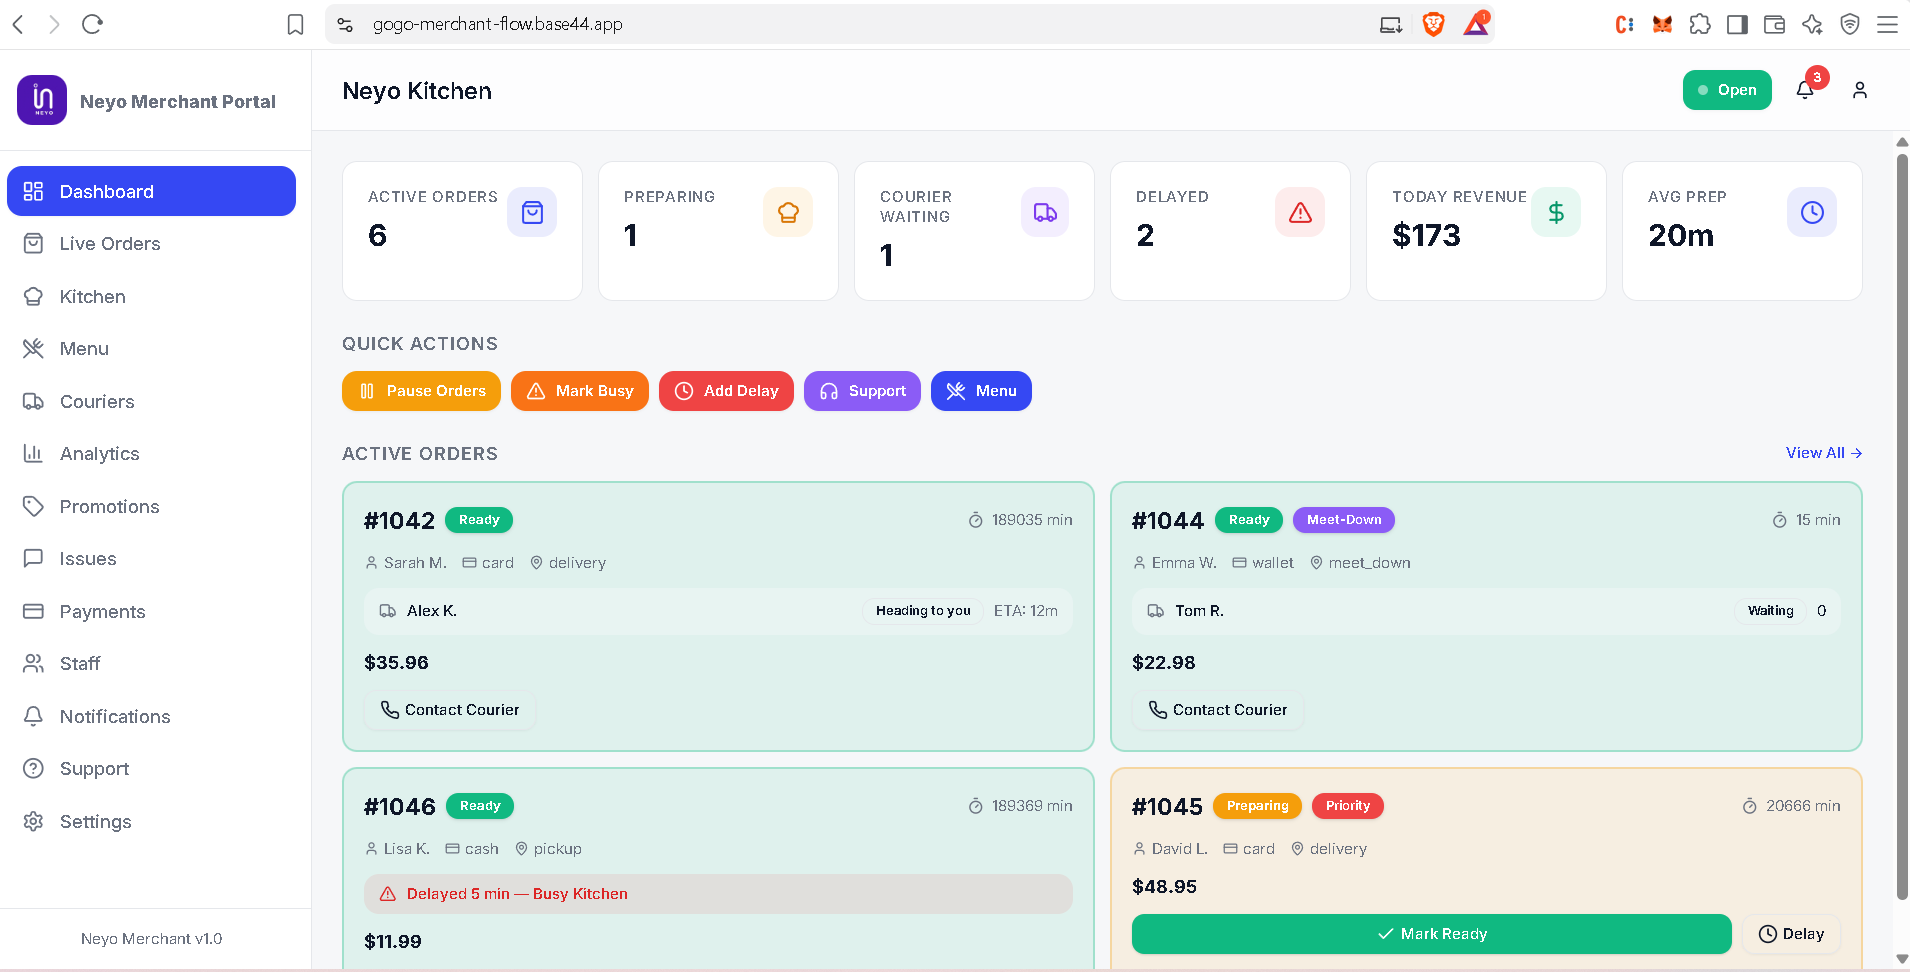 gogo-merchant-flow.base44.app
1
in
NEYO
Neyo Merchant Portal
Neyo Kitchen
Open
3
Dashboard
Live Orders
Kitchen
Menu
Couriers
Analytics
Promotions
Issues
Payments
Staff
Notifications
Support
Settings
Neyo Merchant v1.0
ACTIVE ORDERS
6
PREPARING
1
COURIER
WAITING
1
DELAYED
2
TODAY REVENUE
$173
AVG PREP
20m
QUICK ACTIONS
Pause Orders
Mark Busy
Add Delay
Support
Menu
ACTIVE ORDERS
View All →
#1042 Ready 189035 min
Sarah M. card delivery
Alex K. Heading to you ETA: 12m
$35.96
Contact Courier
#1044 Ready Meet-Down 15 min
Emma W. wallet meet_down
Tom R. Waiting 0
$22.98
Contact Courier
#1046 Ready 189369 min
Lisa K. cash pickup
Delayed 5 min — Busy Kitchen
$11.99
#1045 Preparing Priority 20666 min
David L. card delivery
$48.95
Mark Ready Delay